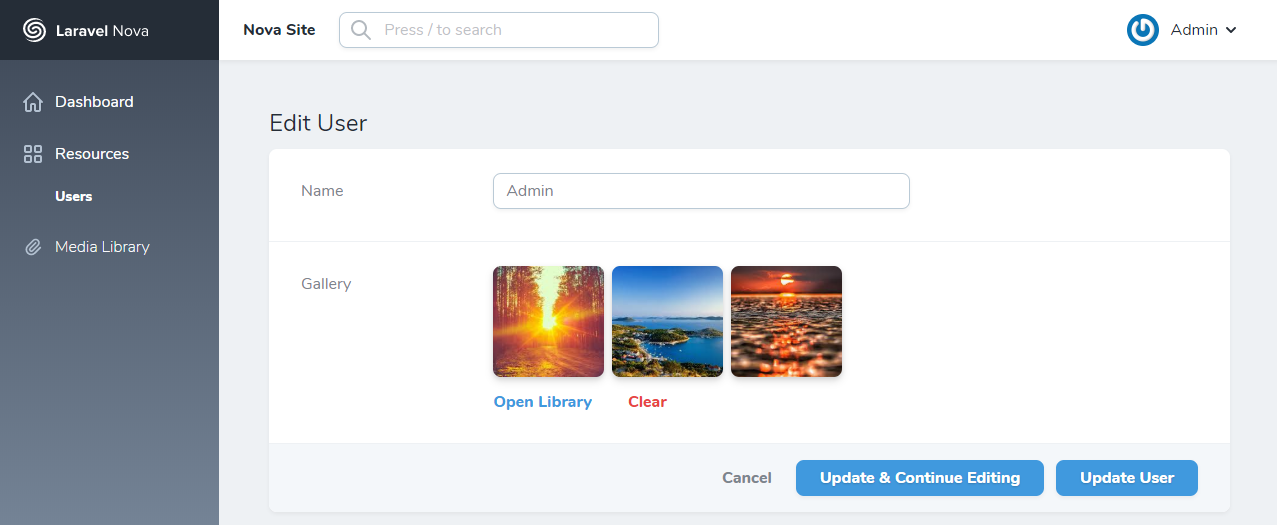 Laravel Nova
Nova Site
Press / to search
Admin
Dashboard
Resources
Users
Media Library
Edit User
Name
Admin
Gallery
Open Library
Clear
Cancel
Update & Continue Editing
Update User